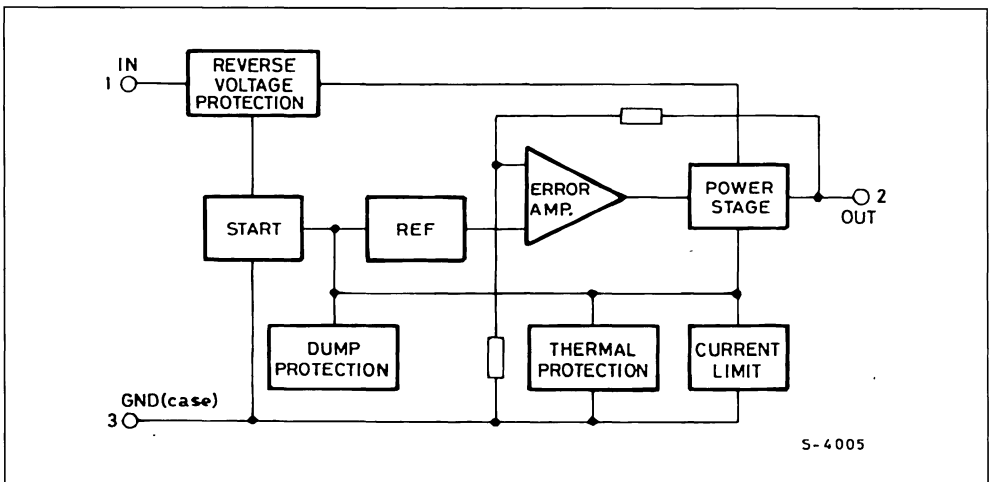 IN
1
REVERSE
VOLTAGE
PROTECTION
ERROR
AMP.
POWER
STAGE
2
OUT
START
REF
DUMP
PROTECTION
THERMAL
PROTECTION
CURRENT
LIMIT
GND(case)
3
S-4005